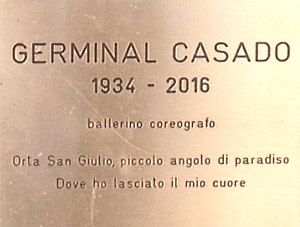 GERMINAL CASADO
1934 - 2016
ballerino coreografo
Orta San Giulio, piccolo angolo di paradiso
Dove ho lasciato il mio cuore